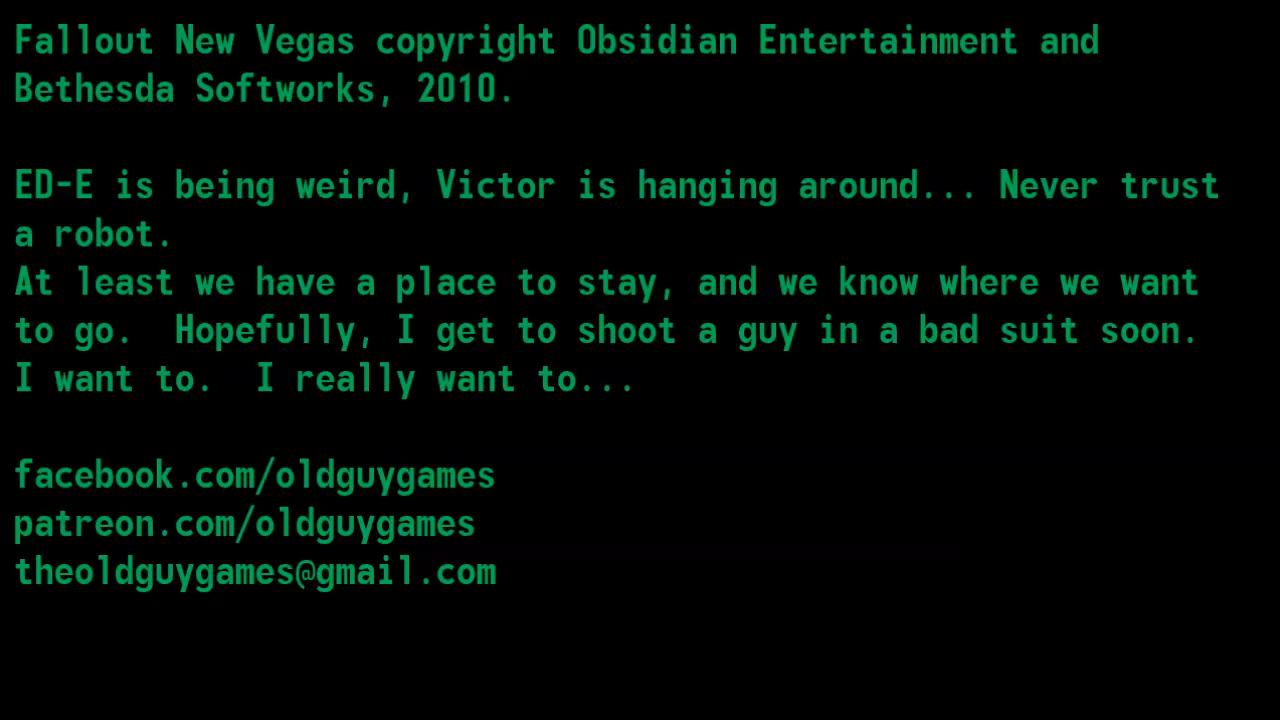 Fallout New Vegas copyright Obsidian Entertainment and
Bethesda Softworks, 2010.
ED-E is being weird, Victor is hanging around... Never trust
a robot.
At least we have a place to stay, and we know where we want
to go.  Hopefully, I get to shoot a guy in a bad suit soon.
I want to.  I really want to...
facebook.com/oldguygames
patreon.com/oldguygames
theoldguygames@gmail.com